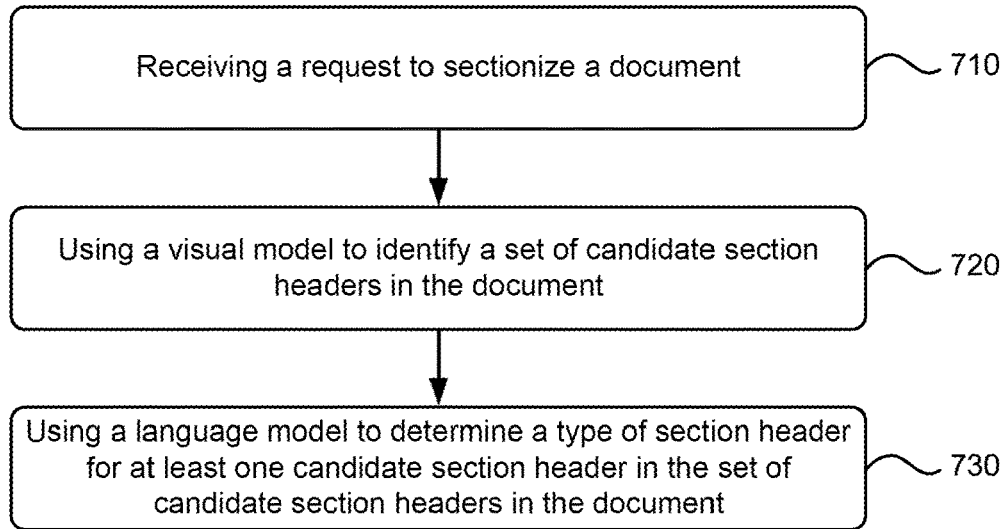 Receiving a request to sectionize a document
710
Using a visual model to identify a set of candidate section
headers in the document
720
Using a language model to determine a type of section header
for at least one candidate section header in the set of
candidate section headers in the document
730